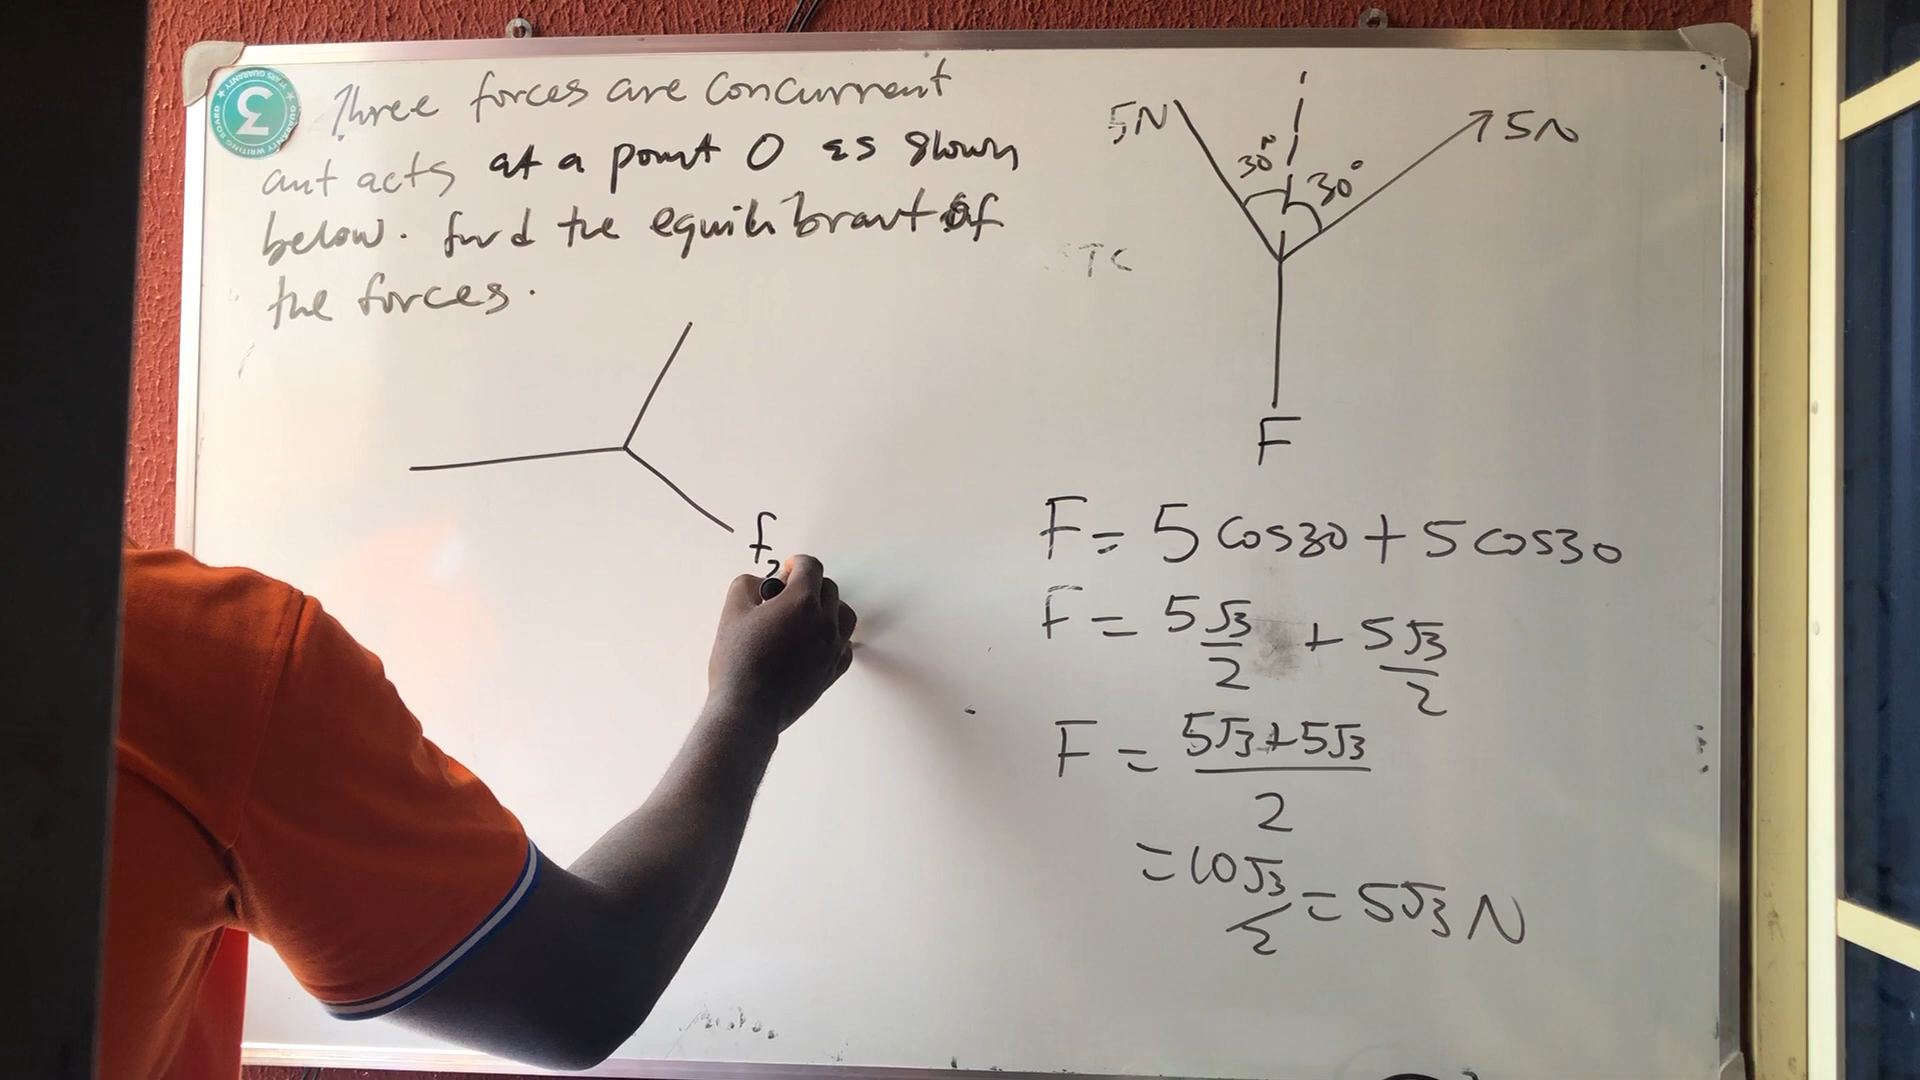 Three forces are concurrent
ant acts at a point O as shown
below. find the equilibrant of
the forces.
5N
5N
30°
30°
TC
F
F = 5 cos30 + 5 cos30
F = 5√3/2 + 5√3/2
F = 5√3+5√3/2
= 10√3/2 = 5√3 N
f2